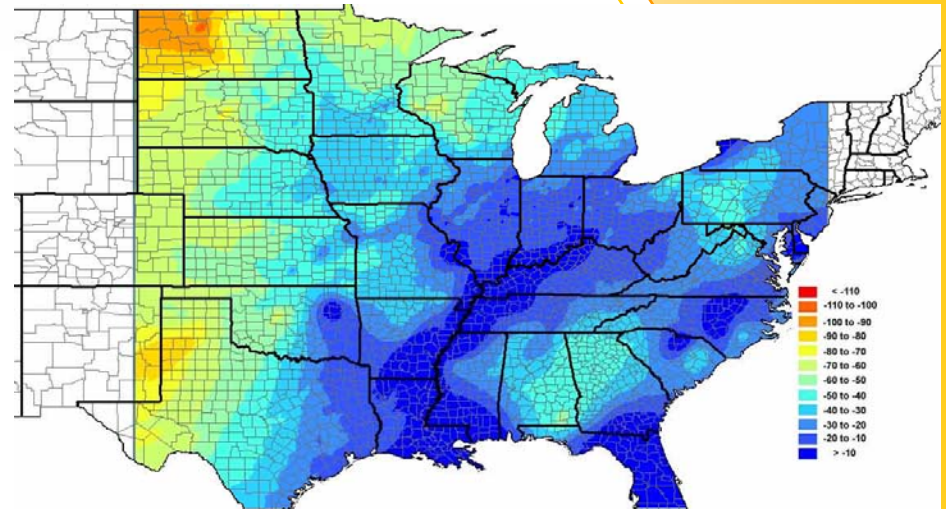 < -110
-110 to -100
-100 to -90
-90 to -80
-80 to -70
-70 to -60
-60 to -50
-50 to -40
-40 to -30
-30 to -20
-20 to -10
> -10